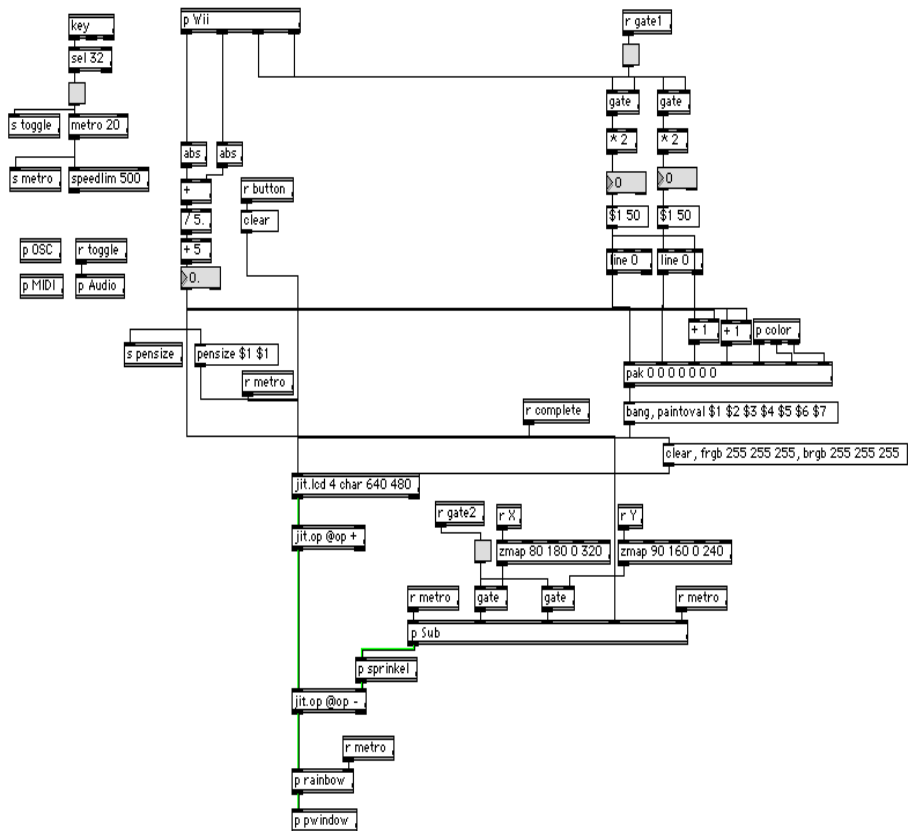 key
p Wii
r gate1
sel 32
s toggle
metro 20
gate
gate
* 2
* 2
abs
abs
s metro
speedlim 500
+
r button
0
0
/ 5.
clear
$1 50
$1 50
p OSC
r toggle
+ 5
line 0
line 0
p MIDI
p Audio
0.
+ 1
+ 1
p color
s pensize
pensize $1 $1
pak 0 0 0 0 0 0 0
r metro
r complete
bang, paintoval $1 $2 $3 $4 $5 $6 $7
clear, frgb 255 255 255, brgb 255 255 255
jit.lcd 4 char 640 480
r gate2
r X
r Y
jit.op @op +
zmap 80 180 0 320
zmap 90 160 0 240
r metro
gate
gate
r metro
p Sub
p sprinkel
jit.op @op -
r metro
p rainbow
p pwindow